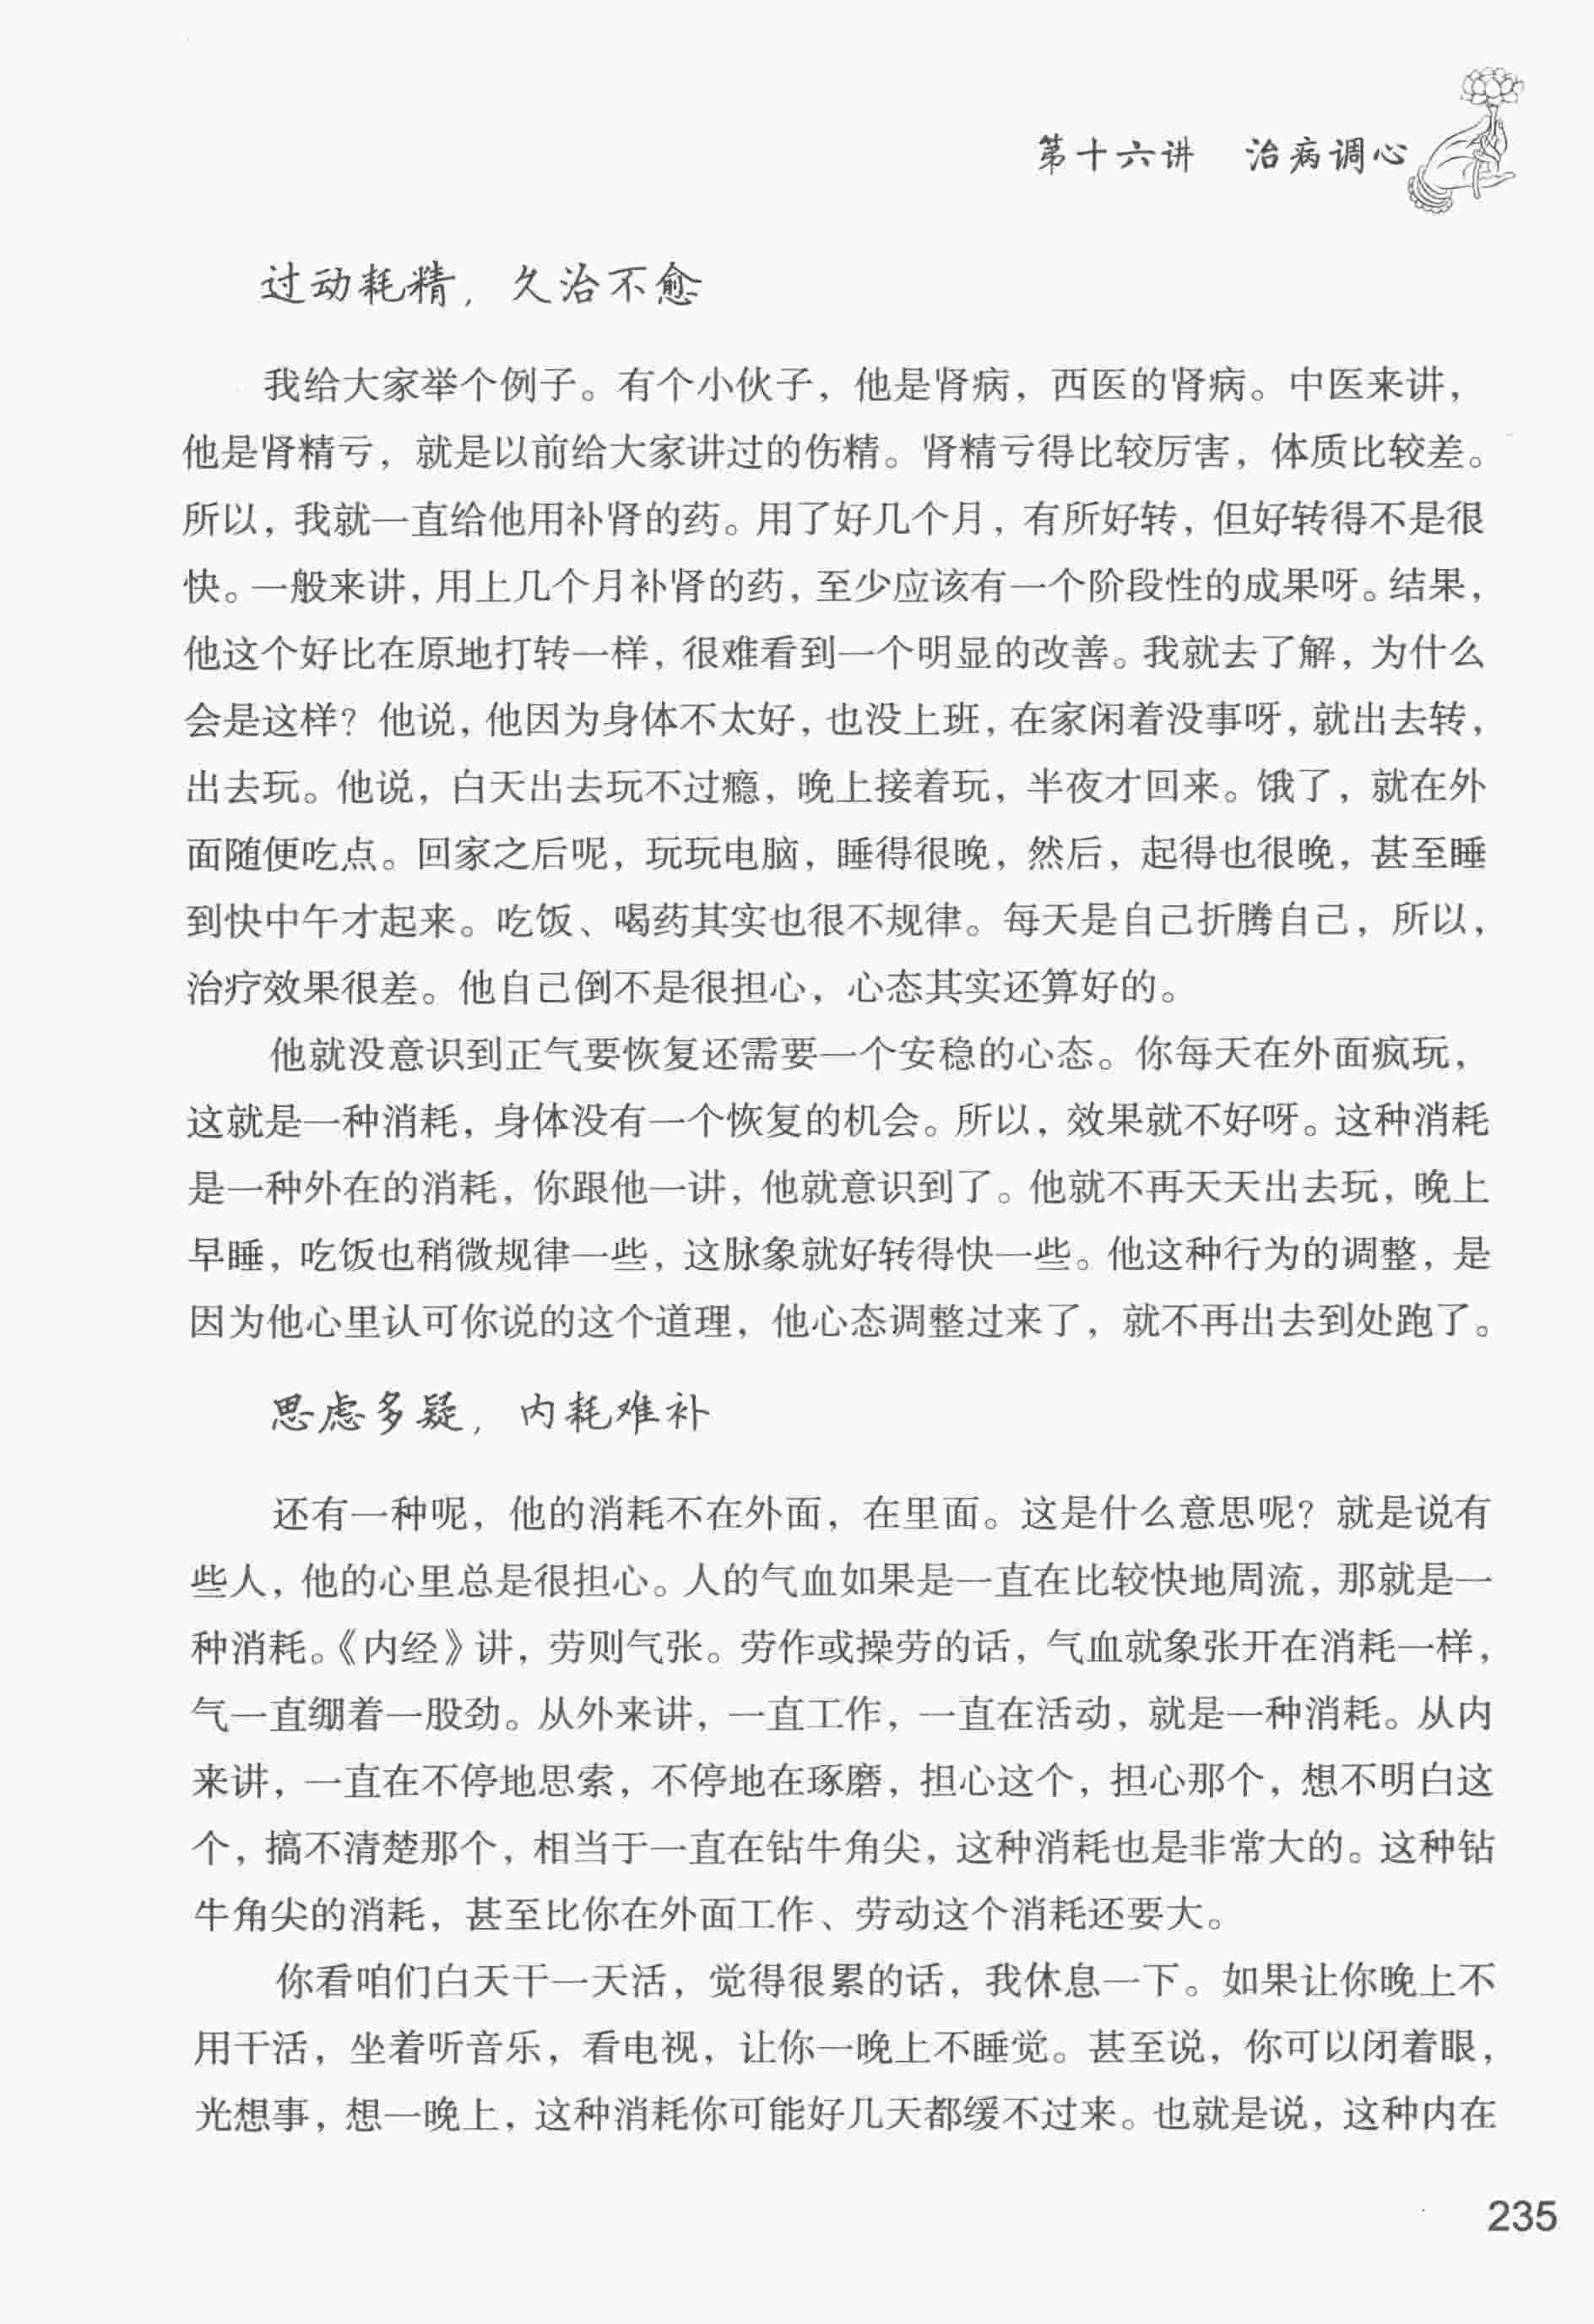 第十六讲　治病调心
过动耗精，久治不愈
我给大家举个例子。有个小伙子，他是肾病，西医的肾病。中医来讲，
他是肾精亏，就是以前给大家讲过的伤精。肾精亏得比较厉害，体质比较差。
所以，我就一直给他用补肾的药。用了好几个月，有所好转，但好转得不是很
快。一般来讲，用上几个月补肾的药，至少应该有一个阶段性的成果呀。结果，
他这个好比在原地打转一样，很难看到一个明显的改善。我就去了解，为什么
会是这样？他说，他因为身体不太好，也没上班，在家闲着没事呀，就出去转，
出去玩。他说，白天出去玩不过瘾，晚上接着玩，半夜才回来。饿了，就在外
面随便吃点。回家之后呢，玩玩电脑，睡得很晚，然后，起得也很晚，甚至睡
到快中午才起来。吃饭、喝药其实也很不规律。每天是自己折腾自己，所以，
治疗效果很差。他自己倒不是很担心，心态其实还算好的。
他就没意识到正气要恢复还需要一个安稳的心态。你每天在外面疯玩，
这就是一种消耗，身体没有一个恢复的机会。所以，效果就不好呀。这种消耗
是一种外在的消耗，你跟他一讲，他就意识到了。他就不再天天出去玩，晚上
早睡，吃饭也稍微规律一些，这脉象就好转得快一些。他这种行为的调整，是
因为他心里认可你说的这个道理，他心态调整过来了，就不再出去到处跑了。
思虑多疑，内耗难补
还有一种呢，他的消耗不在外面，在里面。这是什么意思呢？就是说有
些人，他的心里总是很担心。人的气血如果是一直在比较快地周流，那就是一
种消耗。《内经》讲，劳则气张。劳作或操劳的话，气血就象张开在消耗一样，
气一直绷着一股劲。从外来讲，一直工作，一直在活动，就是一种消耗。从内
来讲，一直在不停地思索，不停地在琢磨，担心这个，担心那个，想不明白这
个，搞不清楚那个，相当于一直在钻牛角尖，这种消耗也是非常大的。这种钻
牛角尖的消耗，甚至比你在外面工作、劳动这个消耗还要大。
你看咱们白天干一天活，觉得很累的话，我休息一下。如果让你晚上不
用干活，坐着听音乐，看电视，让你一晚上不睡觉。甚至说，你可以闭着眼，
光想事，想一晚上，这种消耗你可能好几天都缓不过来。也就是说，这种内在
235